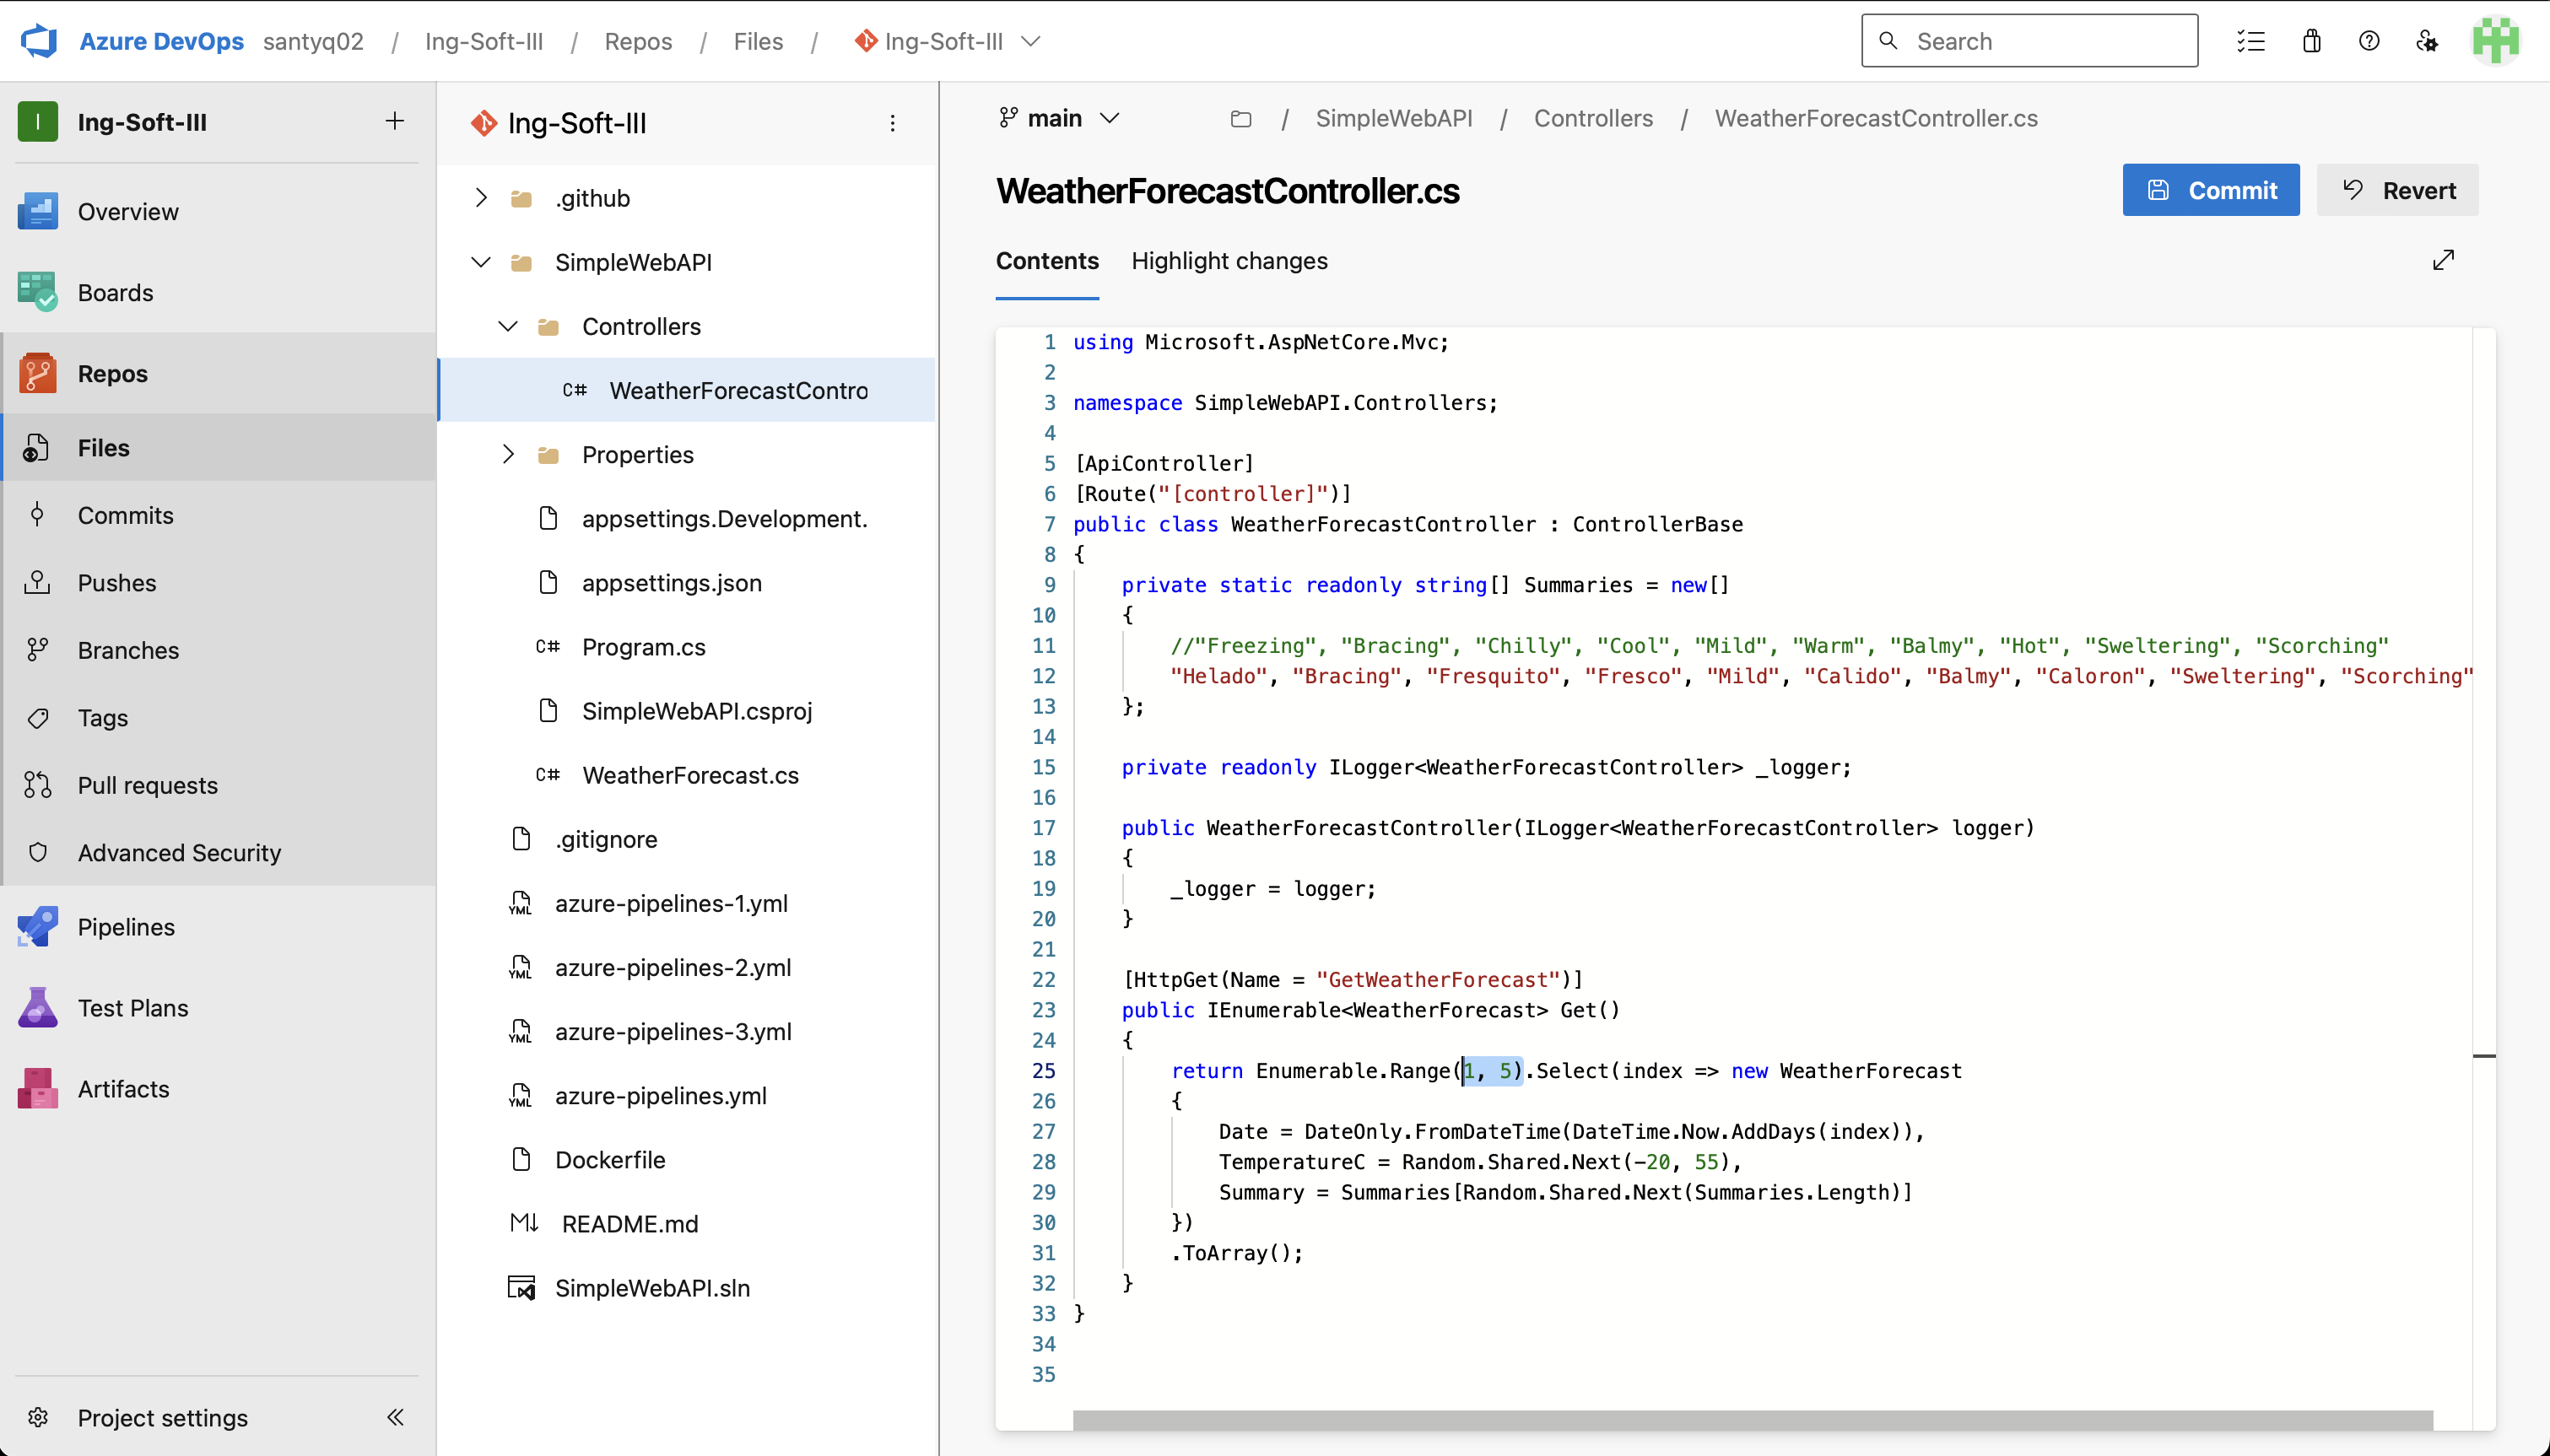 Azure DevOps santyq02 / Ing-Soft-III / Repos / Files / Ing-Soft-III
Search
I Ing-Soft-III +
Overview
Boards
Repos
Files
Commits
Pushes
Branches
Tags
Pull requests
Advanced Security
Pipelines
Test Plans
Artifacts
Project settings
Ing-Soft-III
.github
SimpleWebAPI
Controllers
C# WeatherForecastContro
Properties
appsettings.Development.
appsettings.json
C# Program.cs
SimpleWebAPI.csproj
C# WeatherForecast.cs
.gitignore
YML azure-pipelines-1.yml
YML azure-pipelines-2.yml
YML azure-pipelines-3.yml
YML azure-pipelines.yml
Dockerfile
M↓ README.md
SimpleWebAPI.sln
main / SimpleWebAPI / Controllers / WeatherForecastController.cs
WeatherForecastController.cs
Commit Revert
Contents Highlight changes
1 using Microsoft.AspNetCore.Mvc;
2
3 namespace SimpleWebAPI.Controllers;
4
5 [ApiController]
6 [Route("[controller]")]
7 public class WeatherForecastController : ControllerBase
8 {
9 private static readonly string[] Summaries = new[]
10 {
11 //"Freezing", "Bracing", "Chilly", "Cool", "Mild", "Warm", "Balmy", "Hot", "Sweltering", "Scorching"
12 "Helado", "Bracing", "Fresquito", "Fresco", "Mild", "Calido", "Balmy", "Caloron", "Sweltering", "Scorching"
13 };
14
15 private readonly ILogger<WeatherForecastController> _logger;
16
17 public WeatherForecastController(ILogger<WeatherForecastController> logger)
18 {
19 _logger = logger;
20 }
21
22 [HttpGet(Name = "GetWeatherForecast")]
23 public IEnumerable<WeatherForecast> Get()
24 {
25 return Enumerable.Range(1, 5).Select(index => new WeatherForecast
26 {
27 Date = DateOnly.FromDateTime(DateTime.Now.AddDays(index)),
28 TemperatureC = Random.Shared.Next(-20, 55),
29 Summary = Summaries[Random.Shared.Next(Summaries.Length)]
30 })
31 .ToArray();
32 }
33 }
34
35